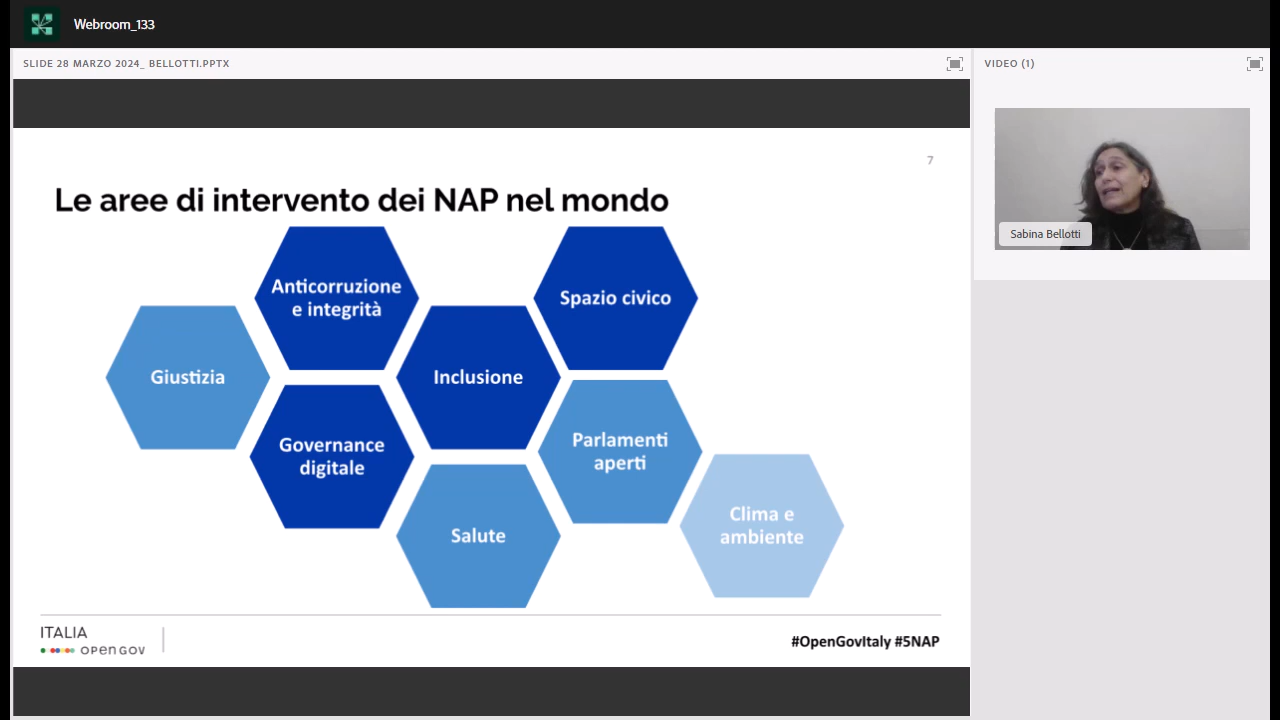 Webroom_133
SLIDE 28 MARZO 2024_ BELLOTTI.PPTX
VIDEO (1)
7
Le aree di intervento dei NAP nel mondo
Anticorruzione
e integrità
Spazio civico
Giustizia
Inclusione
Governance
digitale
Parlamenti
aperti
Salute
Clima e
ambiente
ITALIA
OPEN GOV
#OpenGovItaly #5NAP
Sabina Bellotti